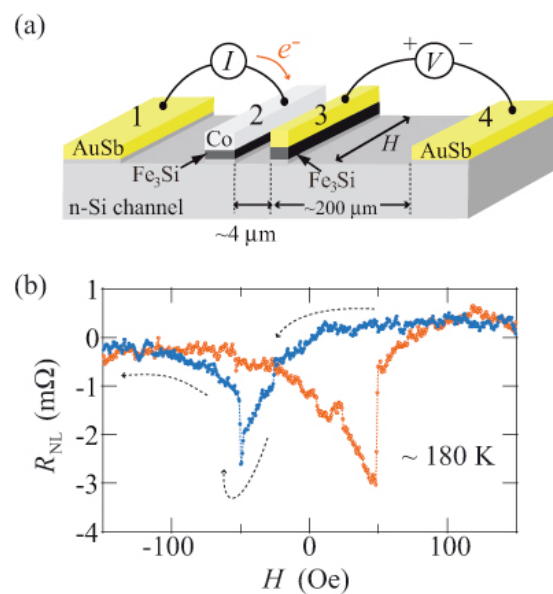 (a)
I
e⁻
+ V −
1
2
3
4
AuSb
Co
H
AuSb
Fe₃Si
Fe₃Si
n-Si channel
~200 μm
~4 μm
(b)
1
0
-1
-2
-3
-4
R_NL (mΩ)
~ 180 K
-100
0
100
H (Oe)